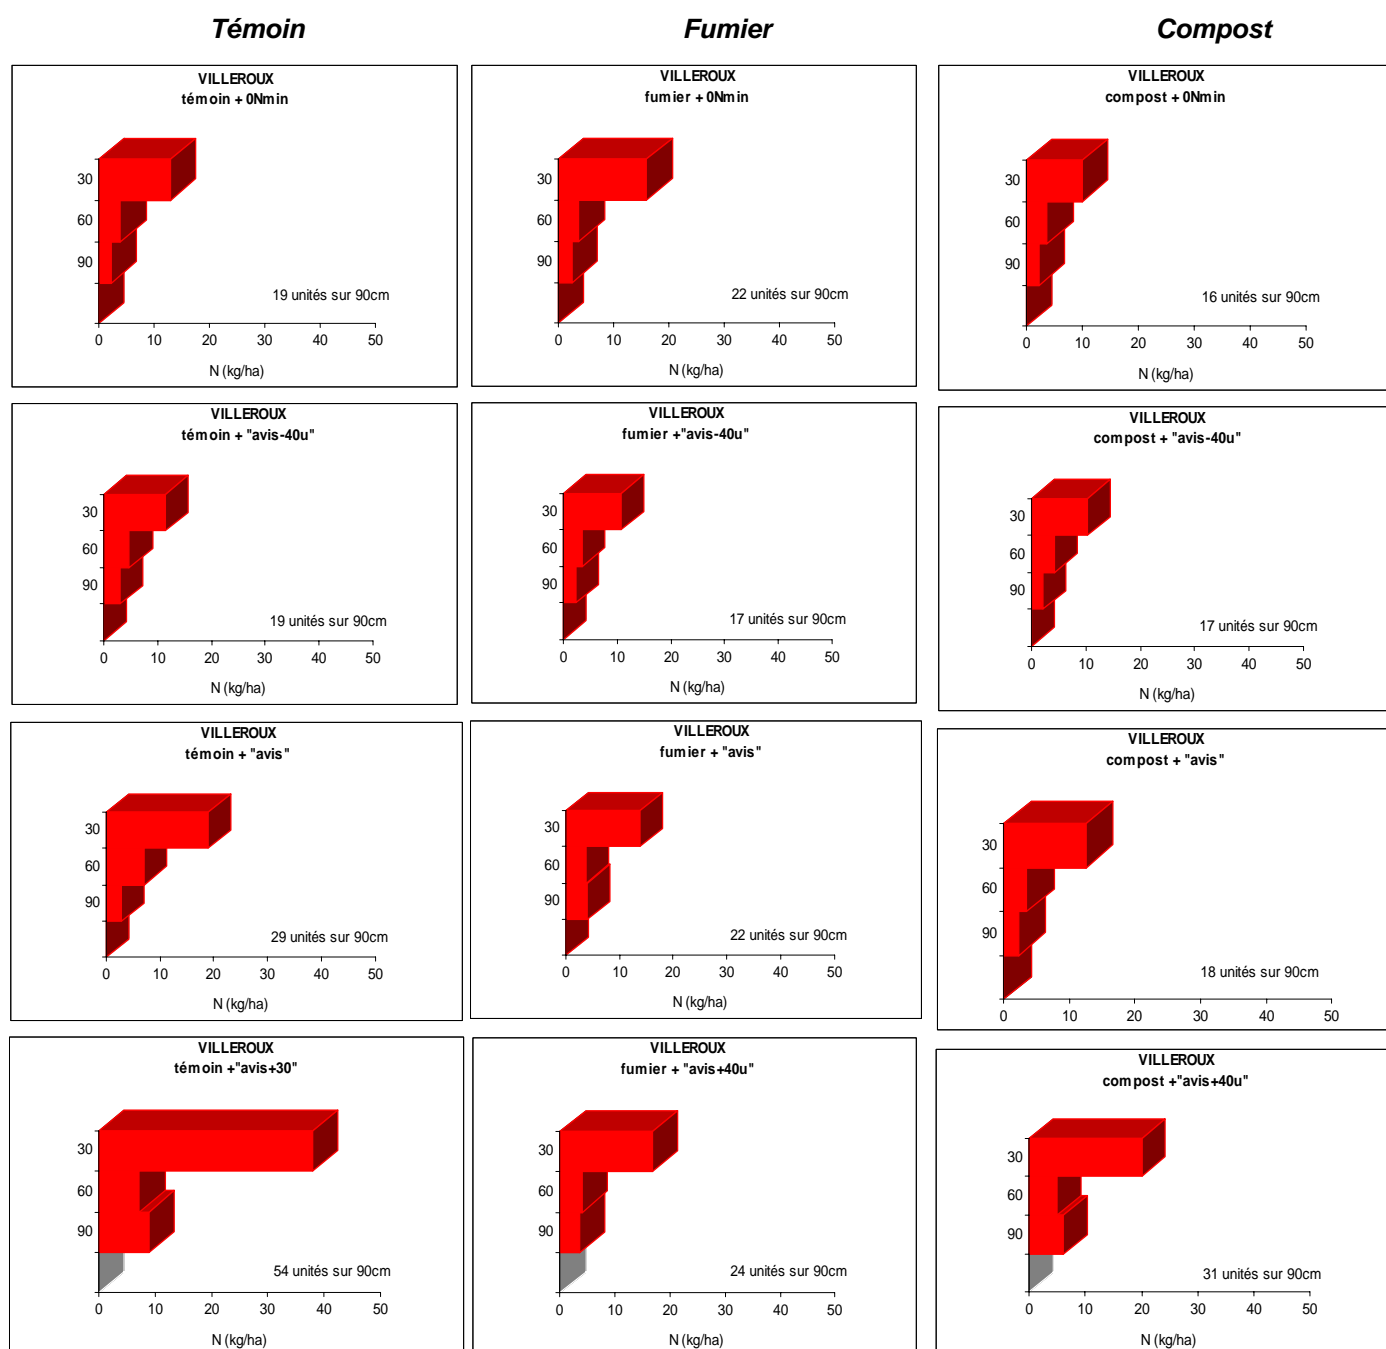 Témoin
Fumier
Compost
VILLEROUX
témoin + 0Nmin
30
60
90
19 unités sur 90cm
0 10 20 30 40 50
N (kg/ha)
VILLEROUX
fumier + 0Nmin
30
60
90
22 unités sur 90cm
0 10 20 30 40 50
N (kg/ha)
VILLEROUX
compost + 0Nmin
30
60
90
16 unités sur 90cm
0 10 20 30 40 50
N (kg/ha)
VILLEROUX
témoin + "avis-40u"
30
60
90
19 unités sur 90cm
0 10 20 30 40 50
N (kg/ha)
VILLEROUX
fumier +"avis-40u"
30
60
90
17 unités sur 90cm
0 10 20 30 40 50
N (kg/ha)
VILLEROUX
compost + "avis-40u"
30
60
90
17 unités sur 90cm
0 10 20 30 40 50
N (kg/ha)
VILLEROUX
témoin + "avis"
30
60
90
29 unités sur 90cm
0 10 20 30 40 50
N (kg/ha)
VILLEROUX
fumier + "avis"
30
60
90
22 unités sur 90cm
0 10 20 30 40 50
N (kg/ha)
VILLEROUX
compost + "avis"
30
60
90
18 unités sur 90cm
0 10 20 30 40 50
N (kg/ha)
VILLEROUX
témoin +"avis+30"
30
60
90
54 unités sur 90cm
0 10 20 30 40 50
N (kg/ha)
VILLEROUX
fumier + "avis+40u"
30
60
90
24 unités sur 90cm
0 10 20 30 40 50
N (kg/ha)
VILLEROUX
compost +"avis+40u"
30
60
90
31 unités sur 90cm
0 10 20 30 40 50
N (kg/ha)